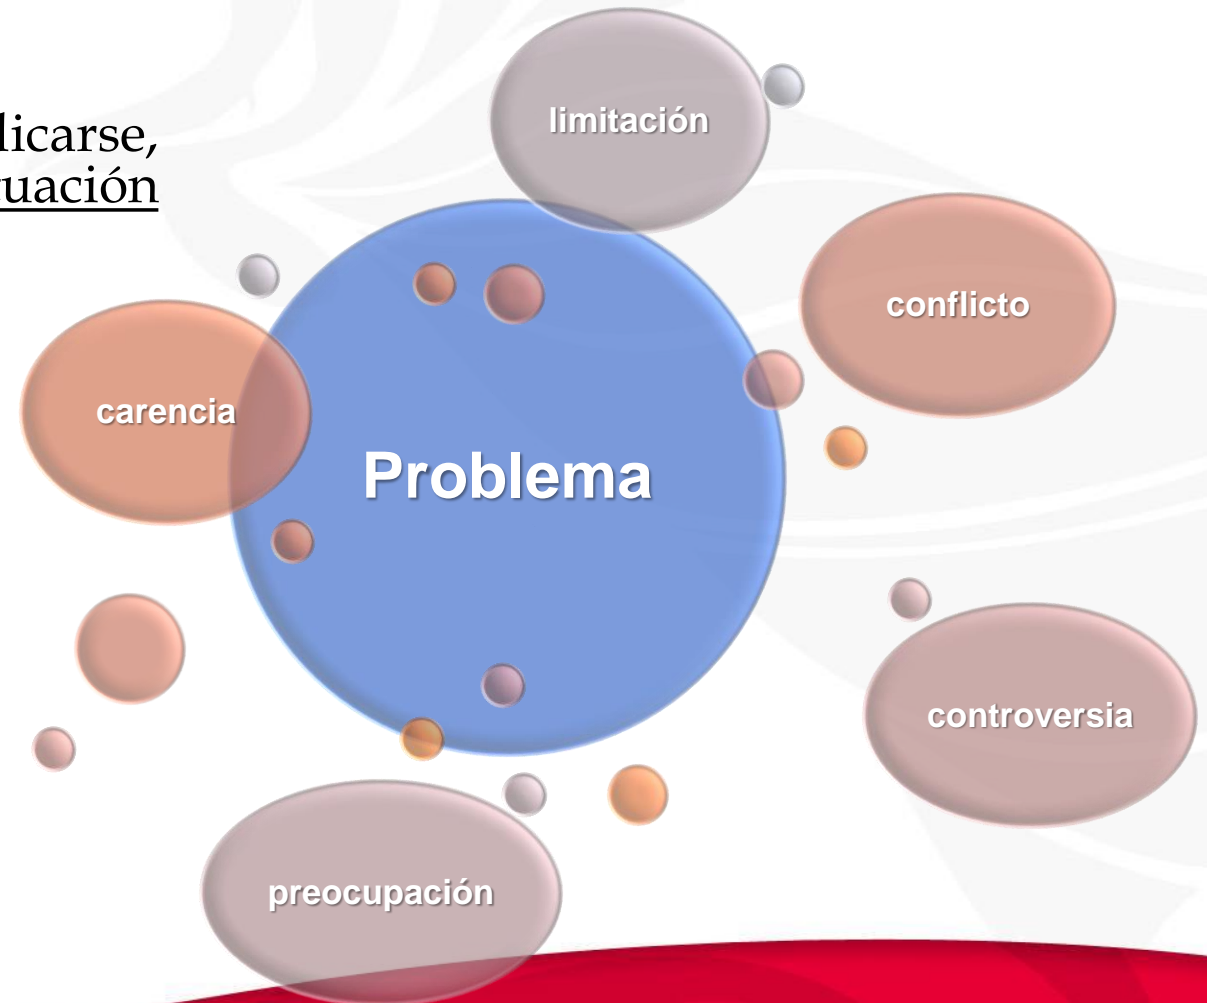 licarse,
uación
limitación
conflicto
carencia
Problema
controversia
preocupación